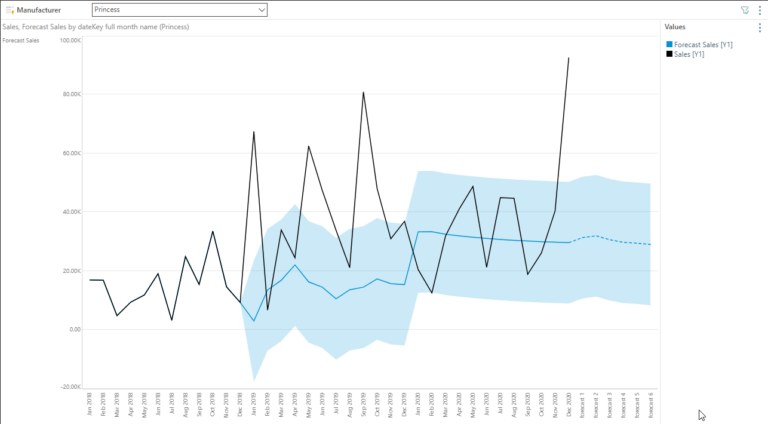 Manufacturer
Princess
Sales, Forecast Sales by dateKey full month name (Princess)
Values
Forecast Sales
Forecast Sales [Y1]
Sales [Y1]
100.00K
80.00K
60.00K
40.00K
20.00K
0.00
-20.00K
Jan 2018
Feb 2018
Mar 2018
Apr 2018
May 2018
Jun 2018
Jul 2018
Aug 2018
Sep 2018
Oct 2018
Nov 2018
Dec 2018
Jan 2019
Feb 2019
Mar 2019
Apr 2019
May 2019
Jun 2019
Jul 2019
Aug 2019
Sep 2019
Oct 2019
Nov 2019
Dec 2019
Jan 2020
Feb 2020
Mar 2020
Apr 2020
May 2020
Jun 2020
Jul 2020
Aug 2020
Sep 2020
Oct 2020
Nov 2020
Dec 2020
forecast 1
forecast 2
forecast 3
forecast 4
forecast 5
forecast 6